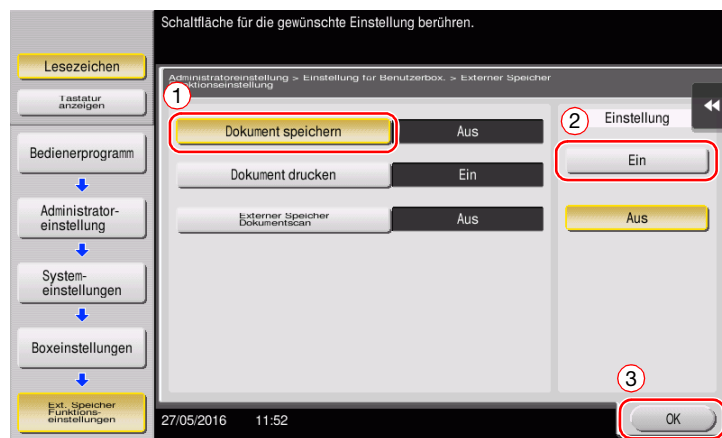 Schaltfläche für die gewünschte Einstellung berühren.
Lesezeichen
Tastatur
anzeigen
Bedienerprogramm
Administrator-
einstellung
System-
einstellungen
Boxeinstellungen
Ext. Speicher
Funktions-
einstellungen
Administratoreinstellung > Einstellung für Benutzerbox. > Externer Speicher
Funktionseinstellung
1
Dokument speichern Aus
Dokument drucken Ein
Externer Speicher
Dokumentscan
Aus
2
Einstellung
Ein
Aus
3
27/05/2016 11:52
OK